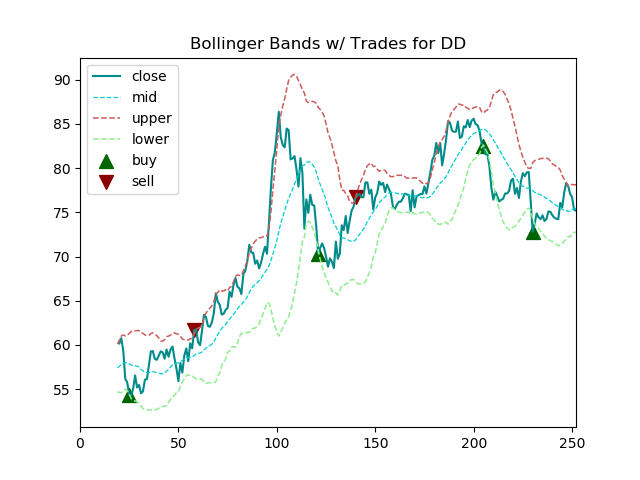 Bollinger Bands w/ Trades for DD
close
mid
upper
lower
buy
sell
90
85
80
75
70
65
60
55
0 50 100 150 200 250